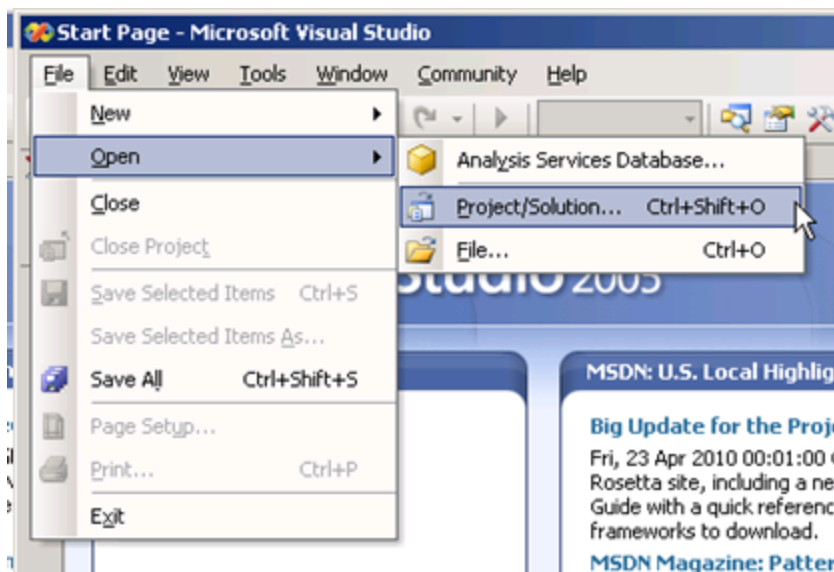 Start Page - Microsoft Visual Studio
File Edit View Tools Window Community Help
New
Open
Close
Close Project
Save Selected Items Ctrl+S
Save Selected Items As...
Save All Ctrl+Shift+S
Page Setup...
Print... Ctrl+P
Exit
Analysis Services Database...
Project/Solution... Ctrl+Shift+O
File... Ctrl+O
Studio 2005
MSDN: U.S. Local Highlig
Big Update for the Proj
Fri, 23 Apr 2010 00:01:00
Rosetta site, including a ne
Guide with a quick referenc
frameworks to download.
MSDN Magazine: Patter